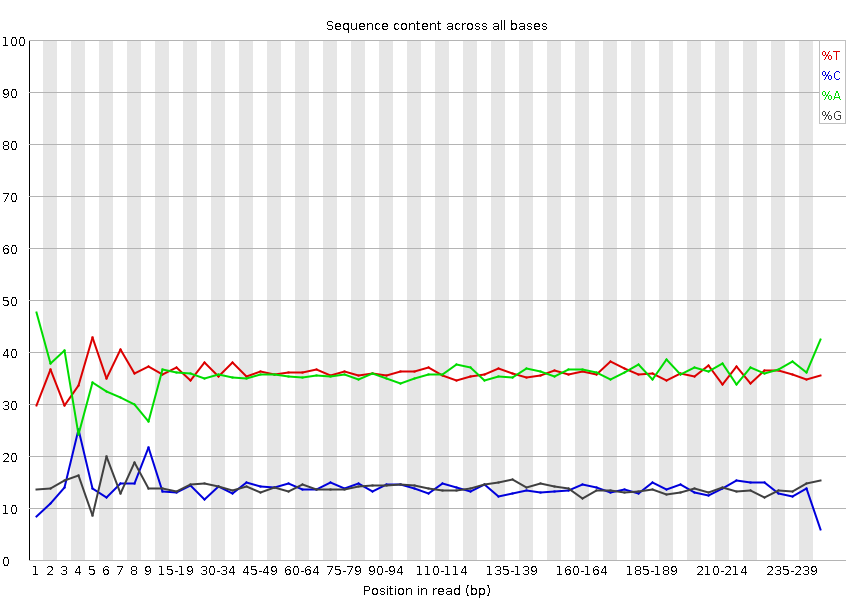 Sequence content across all bases
100
90
80
70
60
50
40
30
20
10
0
%T
%C
%A
%G
1 2 3 4 5 6 7 8 9 15-19 30-34 45-49 60-64 75-79 90-94 110-114 135-139 160-164 185-189 210-214 235-239
Position in read (bp)